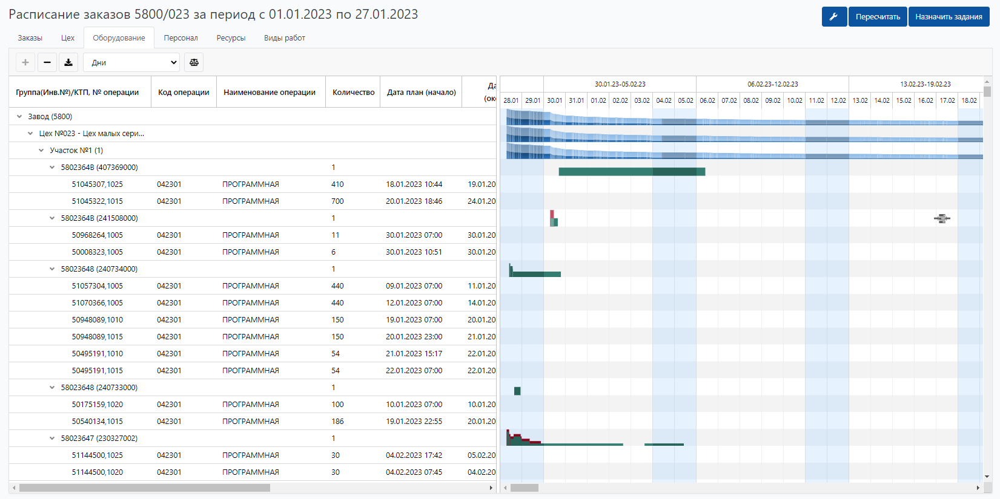 Расписание заказов 5800/023 за период с 01.01.2023 по 27.01.2023
Пересчитать Назначить задания
Заказы Цех Оборудование Персонал Ресурсы Виды работ
Дни
Группа(Инв.№)/КТП, № операции Код операции Наименование операции Количество Дата план (начало) Да
(око
30.01.23-05.02.23 06.02.23-12.02.23 13.02.23-19.02.23
28.01 29.01 30.01 31.01 01.02 02.02 03.02 04.02 05.02 06.02 07.02 08.02 09.02 10.02 11.02 12.02 13.02 14.02 15.02 16.02 17.02 18.02
Завод (5800)
Цех №023 - Цех малых сери...
Участок №1 (1)
5802364B (407369000) 1
51045307,1025 042301 ПРОГРАММНАЯ 410 18.01.2023 10:44 19.01.20
51045322,1015 042301 ПРОГРАММНАЯ 700 20.01.2023 18:46 24.01.20
5802364B (241508000) 1
50968264,1005 042301 ПРОГРАММНАЯ 11 30.01.2023 07:00 30.01.20
50008323,1005 042301 ПРОГРАММНАЯ 6 30.01.2023 10:51 30.01.20
58023648 (240734000) 1
51057304,1005 042301 ПРОГРАММНАЯ 440 09.01.2023 07:00 11.01.20
51070366,1005 042301 ПРОГРАММНАЯ 440 12.01.2023 07:00 14.01.20
50948089,1010 042301 ПРОГРАММНАЯ 150 19.01.2023 07:00 20.01.20
50948089,1015 042301 ПРОГРАММНАЯ 150 20.01.2023 23:00 21.01.20
50495191,1010 042301 ПРОГРАММНАЯ 54 21.01.2023 15:17 22.01.20
50495191,1015 042301 ПРОГРАММНАЯ 54 22.01.2023 07:00 22.01.20
58023648 (240733000) 1
50175159,1020 042301 ПРОГРАММНАЯ 100 10.01.2023 07:00 10.01.20
50540134,1015 042301 ПРОГРАММНАЯ 186 19.01.2023 22:55 20.01.20
58023647 (230327002) 1
51144500,1025 042301 ПРОГРАММНАЯ 30 04.02.2023 17:42 05.02.20
51144500,1020 042301 ПРОГРАММНАЯ 30 04.02.2023 07:45 04.02.20